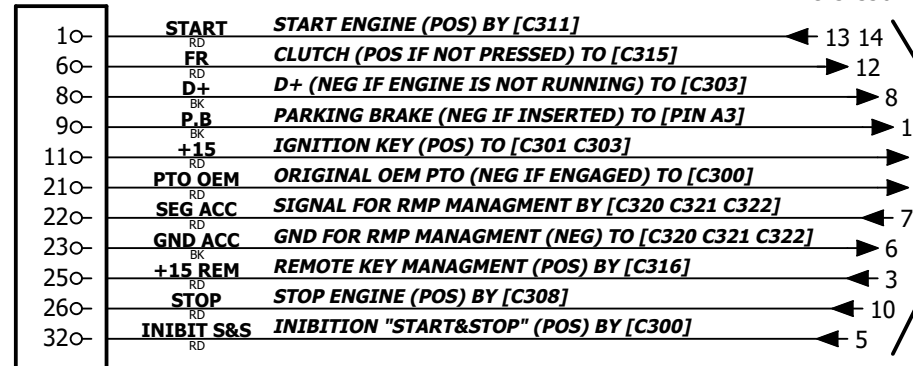 1 START RD START ENGINE (POS) BY [C311] 13 14
6 FR RD CLUTCH (POS IF NOT PRESSED) TO [C315] 12
8 D+ BK D+ (NEG IF ENGINE IS NOT RUNNING) TO [C303] 8
9 P.B BK PARKING BRAKE (NEG IF INSERTED) TO [PIN A3] 1
11 +15 RD IGNITION KEY (POS) TO [C301 C303]
21 PTO OEM RD ORIGINAL OEM PTO (NEG IF ENGAGED) TO [C300]
22 SEG ACC RD SIGNAL FOR RMP MANAGMENT BY [C320 C321 C322] 7
23 GND ACC BK GND FOR RMP MANAGMENT (NEG) TO [C320 C321 C322] 6
25 +15 REM RD REMOTE KEY MANAGMENT (POS) BY [C316] 3
26 STOP RD STOP ENGINE (POS) BY [C308] 10
32 INIBIT S&S RD INIBITION "START&STOP" (POS) BY [C300] 5